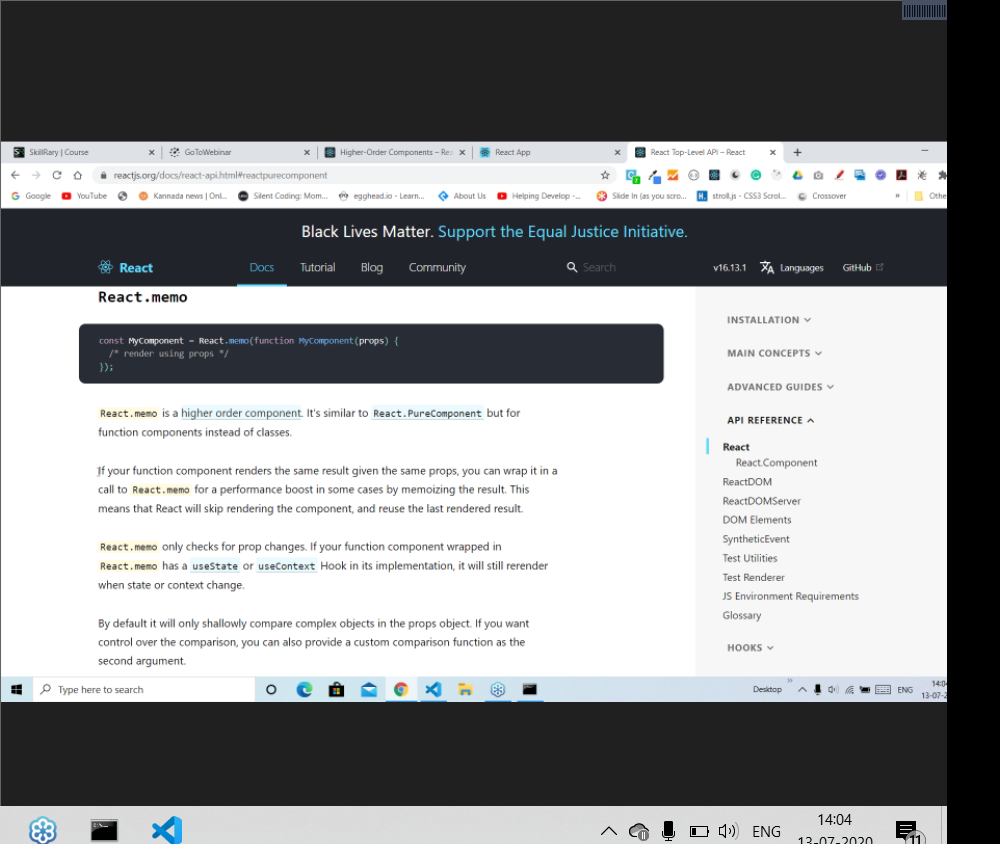 SkillRary | Course
GoToWebinar
Higher-Order Components – Re
React App
React Top-Level API – React
reactjs.org/docs/react-api.html#reactpurecomponent
Google
YouTube
Kannada news | Onl...
Silent Coding: Mom...
egghead.io - Learn...
About Us
Helping Develop -...
Slide In (as you scro...
stroll.js - CSS3 Scrol...
Crossover
»
Othe
Black Lives Matter. Support the Equal Justice Initiative.
React
Docs
Tutorial
Blog
Community
Search
v16.13.1
Languages
GitHub
React.memo
const MyComponent = React.memo(function MyComponent(props) {
/* render using props */
});
React.memo is a higher order component. It's similar to React.PureComponent but for
function components instead of classes.
If your function component renders the same result given the same props, you can wrap it in a
call to React.memo for a performance boost in some cases by memoizing the result. This
means that React will skip rendering the component, and reuse the last rendered result.
React.memo only checks for prop changes. If your function component wrapped in
React.memo has a useState or useContext Hook in its implementation, it will still rerender
when state or context change.
By default it will only shallowly compare complex objects in the props object. If you want
control over the comparison, you can also provide a custom comparison function as the
second argument.
INSTALLATION
MAIN CONCEPTS
ADVANCED GUIDES
API REFERENCE
React
React.Component
ReactDOM
ReactDOMServer
DOM Elements
SyntheticEvent
Test Utilities
Test Renderer
JS Environment Requirements
Glossary
HOOKS
Type here to search
Desktop
»
ENG
14:04
13-07-2
ENG
14:04
13-07-2020
11